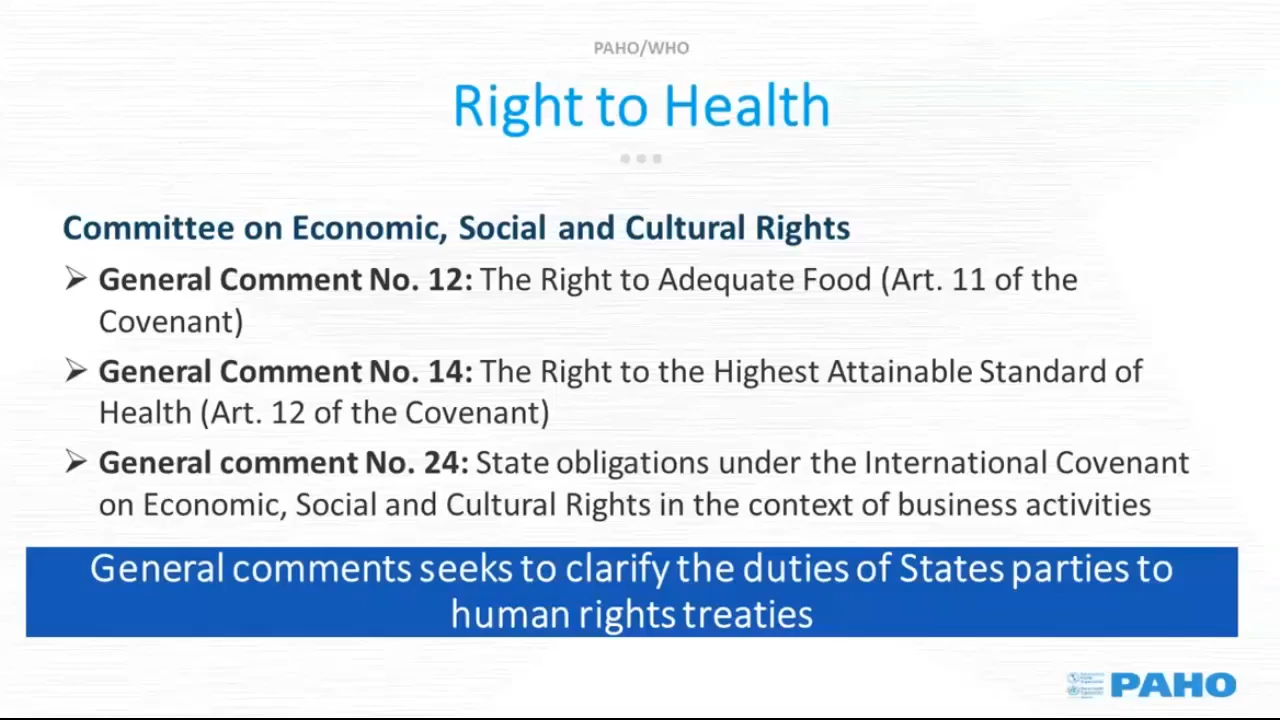 PAHO/WHO
Right to Health
Committee on Economic, Social and Cultural Rights
➢ General Comment No. 12: The Right to Adequate Food (Art. 11 of the
Covenant)
➢ General Comment No. 14: The Right to the Highest Attainable Standard of
Health (Art. 12 of the Covenant)
➢ General comment No. 24: State obligations under the International Covenant
on Economic, Social and Cultural Rights in the context of business activities
General comments seeks to clarify the duties of States parties to
human rights treaties
PAHO